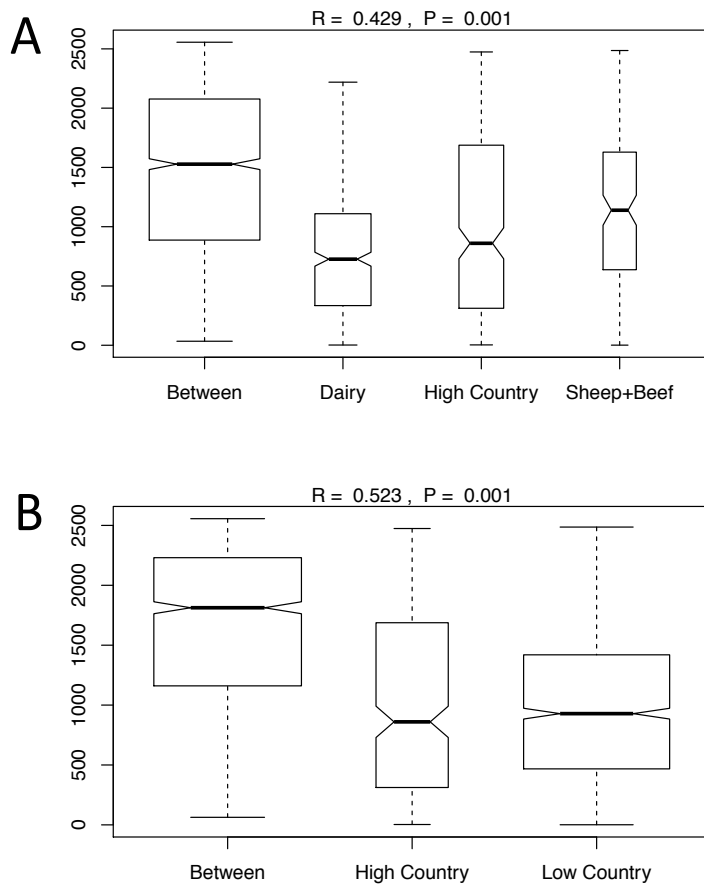 A
R = 0.429 , P = 0.001
2500
2000
1500
1000
500
0
Between Dairy High Country Sheep+Beef
B
R = 0.523 , P = 0.001
2500
2000
1500
1000
500
0
Between High Country Low Country